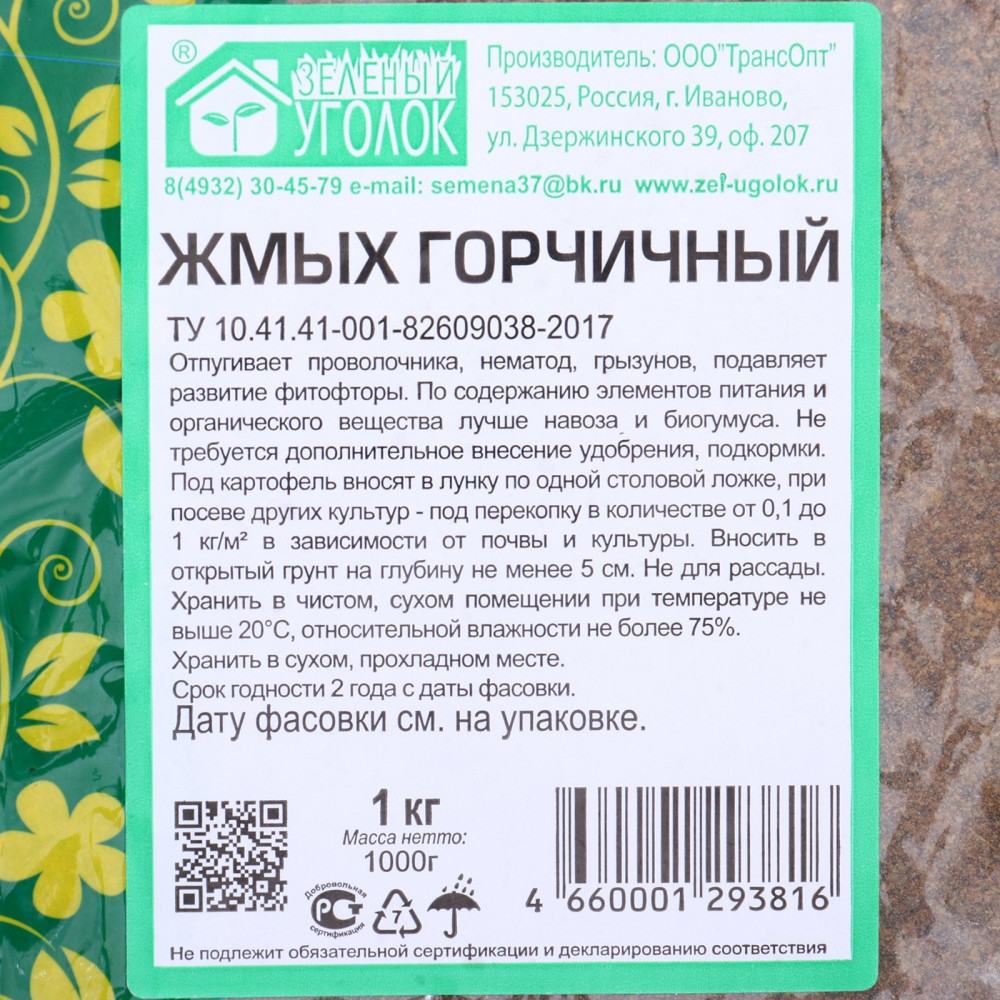 ®
ЗЕЛЁНЫЙ
УГОЛОК
Производитель: ООО"ТрансОпт"
153025, Россия, г. Иваново,
ул. Дзержинского 39, оф. 207
8(4932) 30-45-79 e-mail: semena37@bk.ru www.zel-ugolok.ru
ЖМЫХ ГОРЧИЧНЫЙ
ТУ 10.41.41-001-82609038-2017
Отпугивает проволочника, нематод, грызунов, подавляет
развитие фитофторы. По содержанию элементов питания и
органического вещества лучше навоза и биогумуса. Не
требуется дополнительное внесение удобрения, подкормки.
Под картофель вносят в лунку по одной столовой ложке, при
посеве других культур - под перекопку в количестве от 0,1 до
1 кг/м² в зависимости от почвы и культуры. Вносить в
открытый грунт на глубину не менее 5 см. Не для рассады.
Хранить в чистом, сухом помещении при температуре не
выше 20°С, относительной влажности не более 75%.
Хранить в сухом, прохладном месте.
Срок годности 2 года с даты фасовки.
Дату фасовки см. на упаковке.
1 кг
Масса нетто:
1000г
Добровольная
РСТ
сертификация
7
4 660001 293816
Не подлежит обязательной сертификации и декларированию соответствия